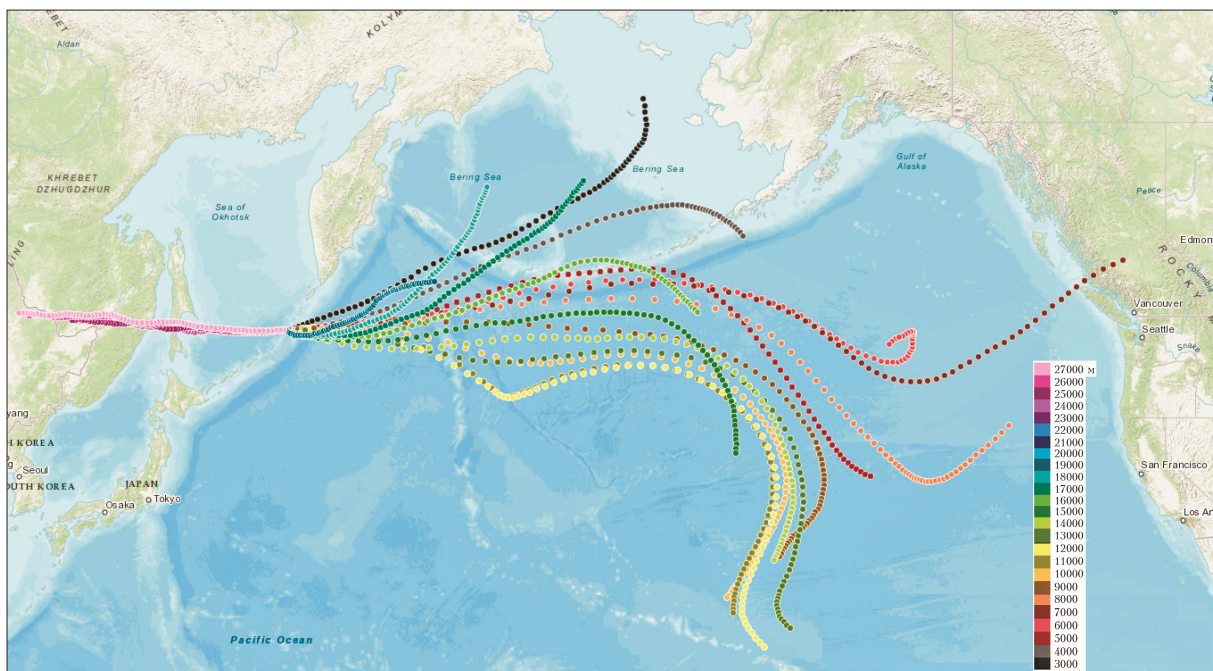 Aldan
KOLYM
KHREBET
DZHUGDZHUR
Sea of
Okhotsk
Bering Sea
Bering Sea
Gulf of
Alaska
Peace
Edmon
ROCKY
Columbia
Vancouver
Seattle
Snake
LING
yang
H KOREA
Seoul
OUTH KOREA
JAPAN
Tokyo
Osaka
San Francisco
Los An
Pacific Ocean
27000 м
26000
25000
24000
23000
22000
21000
20000
19000
18000
17000
16000
15000
14000
13000
12000
11000
10000
9000
8000
7000
6000
5000
4000
3000